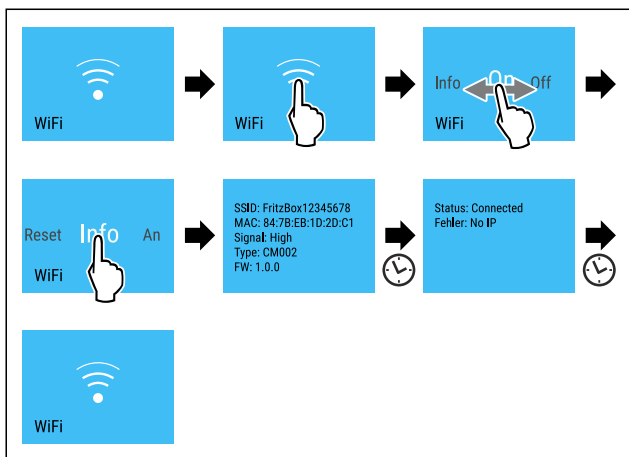 WiFi
WiFi
Info On Off
WiFi
Reset Info An
WiFi
SSID: FritzBox12345678
MAC: 84:7B:EB:1D:2D:C1
Signal: High
Type: CM002
FW: 1.0.0
Status: Connected
Fehler: No IP
WiFi